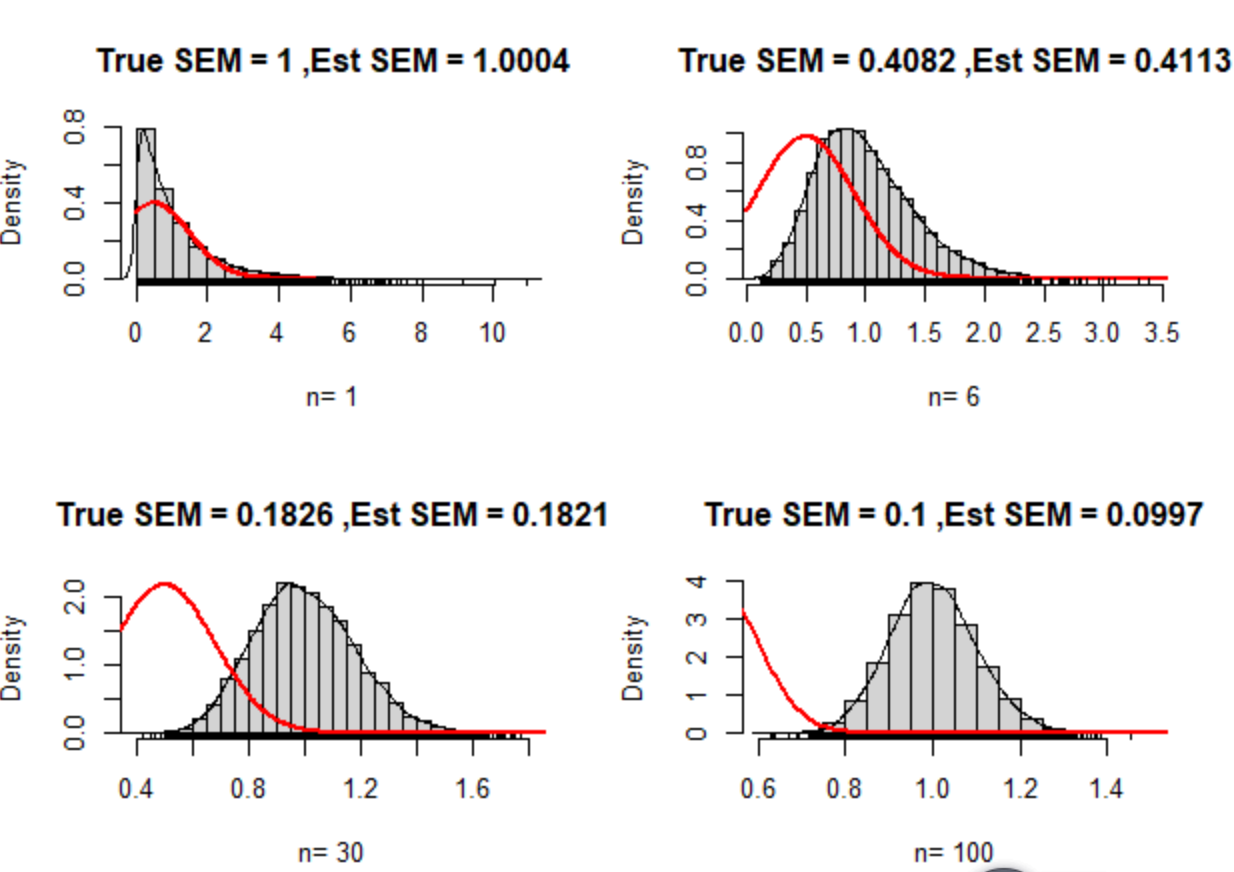 True SEM = 1 ,Est SEM = 1.0004
Density
0.0 0.4 0.8
0 2 4 6 8 10
n= 1
True SEM = 0.4082 ,Est SEM = 0.4113
Density
0.0 0.4 0.8
0.0 0.5 1.0 1.5 2.0 2.5 3.0 3.5
n= 6
True SEM = 0.1826 ,Est SEM = 0.1821
Density
0.0 1.0 2.0
0.4 0.8 1.2 1.6
n= 30
True SEM = 0.1 ,Est SEM = 0.0997
Density
0 1 2 3 4
0.6 0.8 1.0 1.2 1.4
n= 100